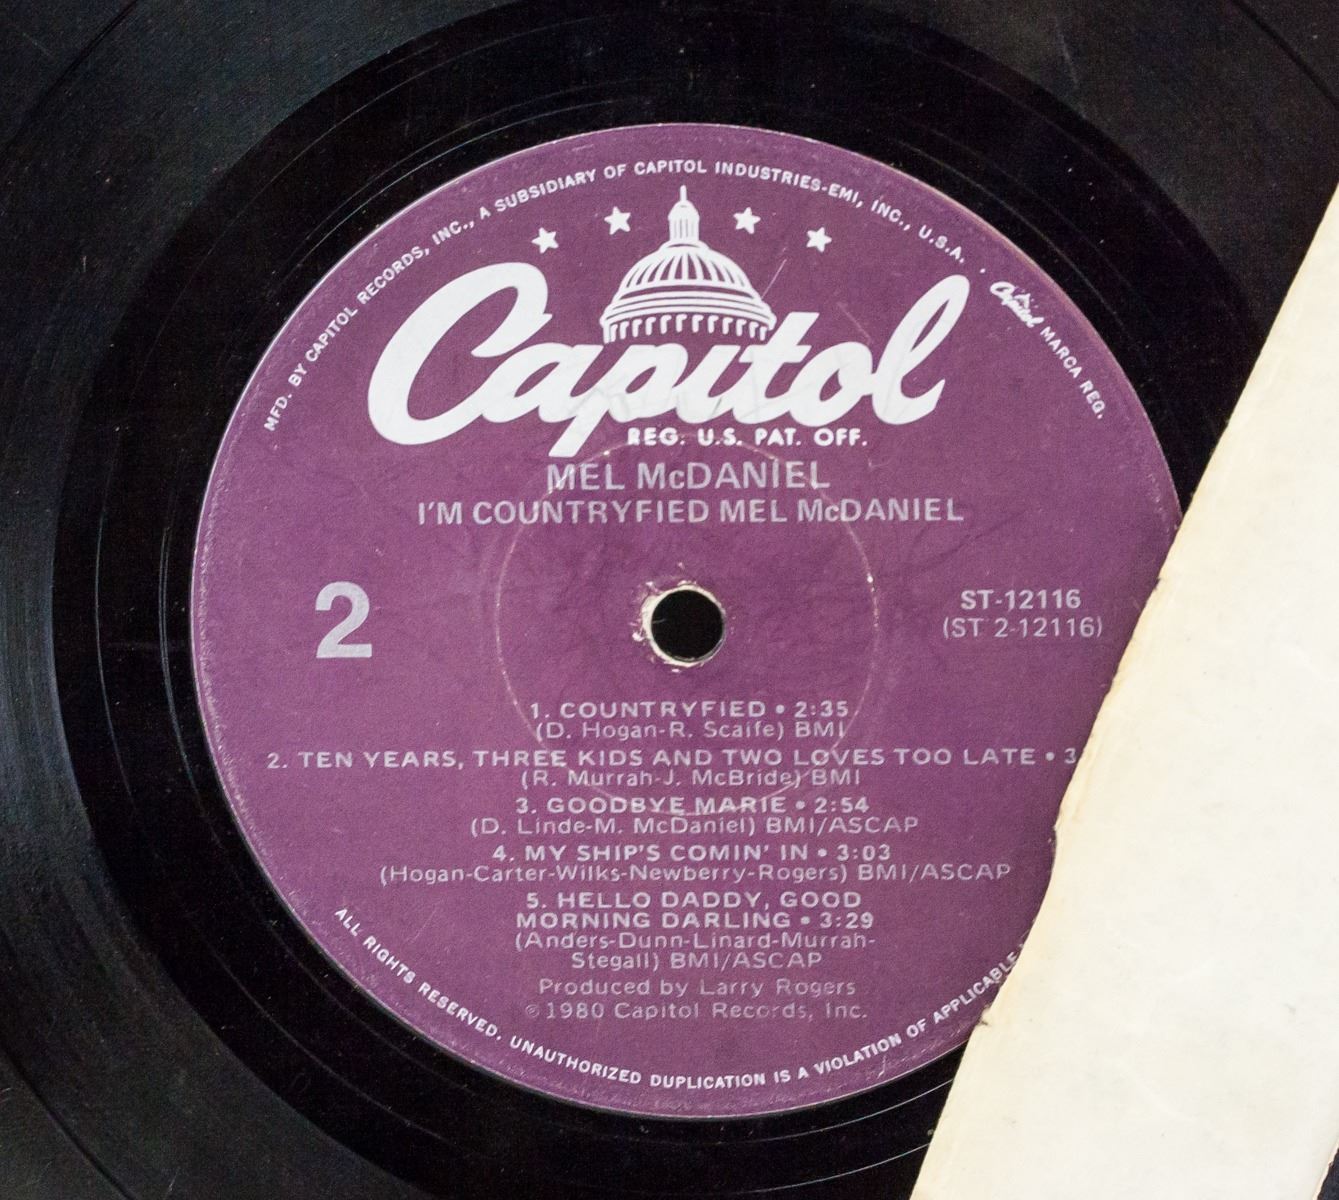 MFD. BY CAPITOL RECORDS, INC., A SUBSIDIARY OF CAPITOL INDUSTRIES-EMI, INC., U.S.A. · Capitol MARCA REG.
Capitol
REG. U.S. PAT. OFF.
MEL McDANIEL
I'M COUNTRYFIED MEL McDANIEL
2
ST-12116
(ST 2-12116)
1. COUNTRYFIED • 2:35
(D. Hogan-R. Scaife) BMI
2. TEN YEARS, THREE KIDS AND TWO LOVES TOO LATE • 3
(R. Murrah-J. McBride) BMI
3. GOODBYE MARIE • 2:54
(D. Linde-M. McDaniel) BMI/ASCAP
4. MY SHIP'S COMIN' IN • 3:03
(Hogan-Carter-Wilks-Newberry-Rogers) BMI/ASCAP
5. HELLO DADDY, GOOD
MORNING DARLING • 3:29
(Anders-Dunn-Linard-Murrah-
Stegall) BMI/ASCAP
Produced by Larry Rogers
©1980 Capitol Records, Inc.
ALL RIGHTS RESERVED. UNAUTHORIZED DUPLICATION IS A VIOLATION OF APPLICABLE